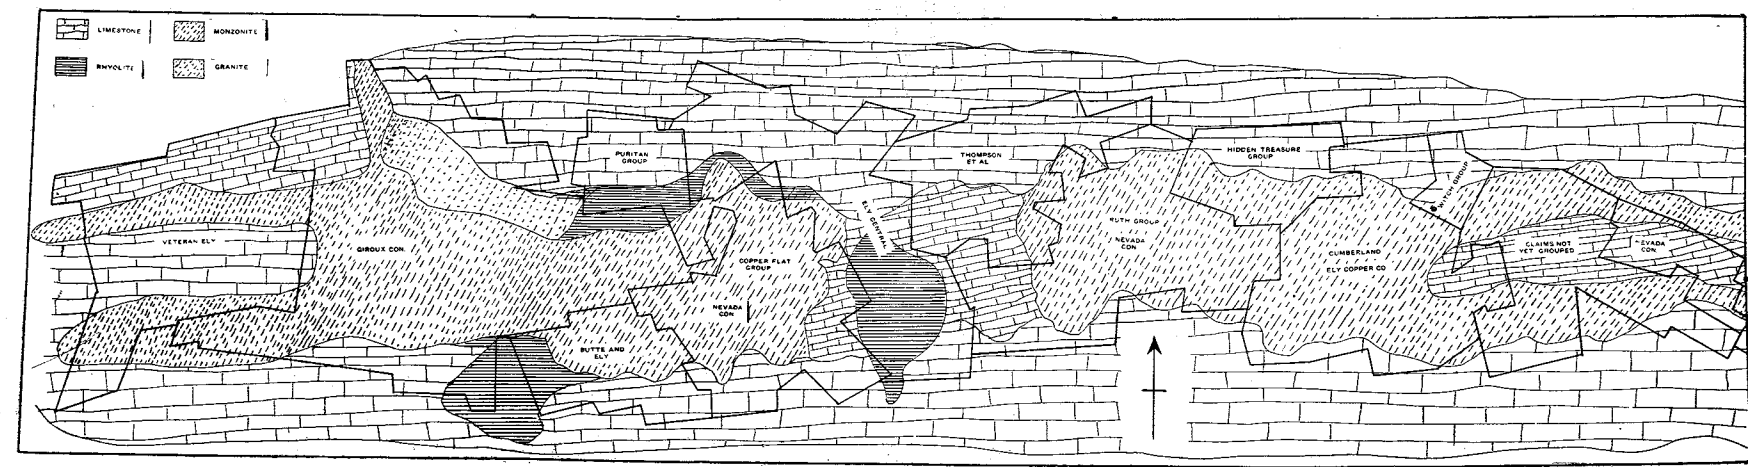 LIMESTONE
MONZONITE
RHYOLITE
GRANITE
PURITAN
GROUP
THOMPSON
ET AL
HIDDEN TREASURE
GROUP
WITCH GROUP
ELY CENTRAL
VETERAN ELY
GIROUX CON.
RUTH GROUP
NEVADA
CON
COPPER FLAT
GROUP
NEVADA
CON
CUMBERLAND
ELY COPPER CO
CLAIMS NOT
YET GROUPED
NEVADA
CON.
BUTTE AND
ELY